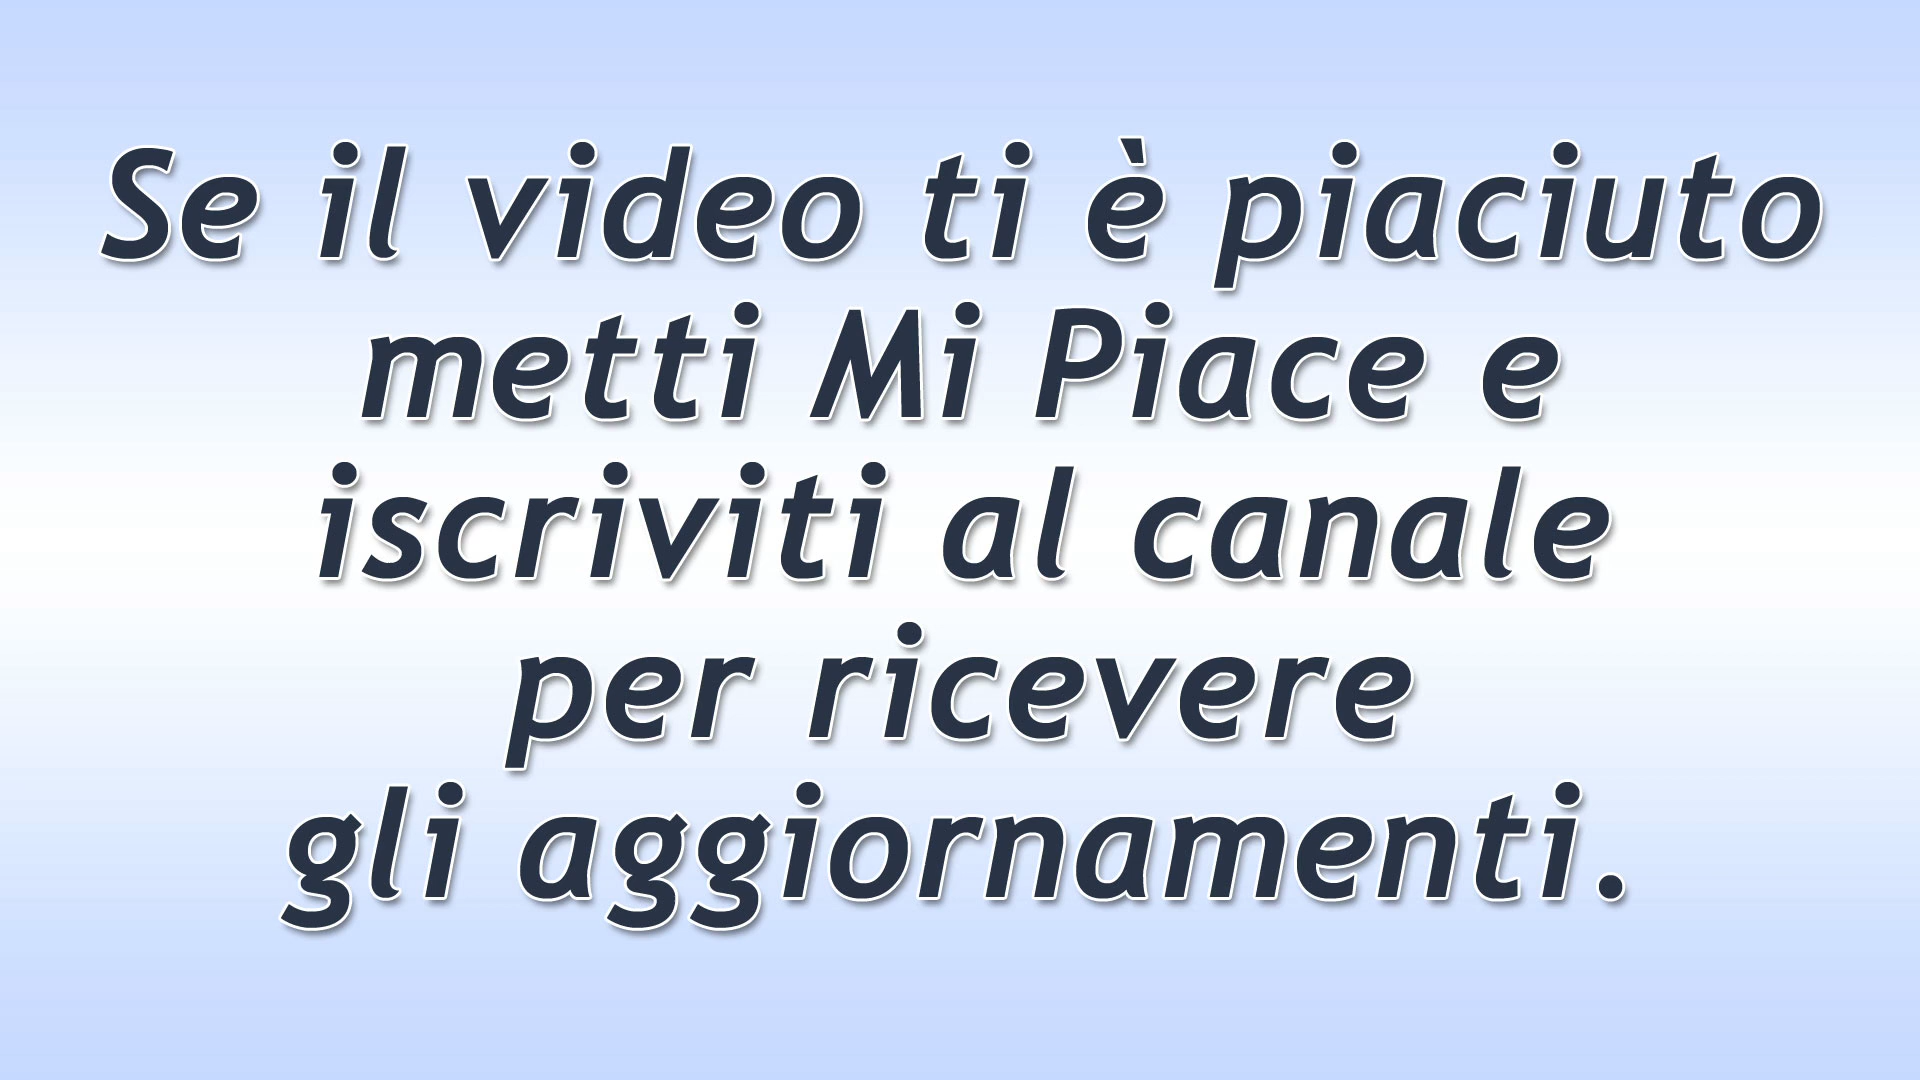 Se il video ti è piaciuto
metti Mi Piace e
iscriviti al canale
per ricevere
gli aggiornamenti.